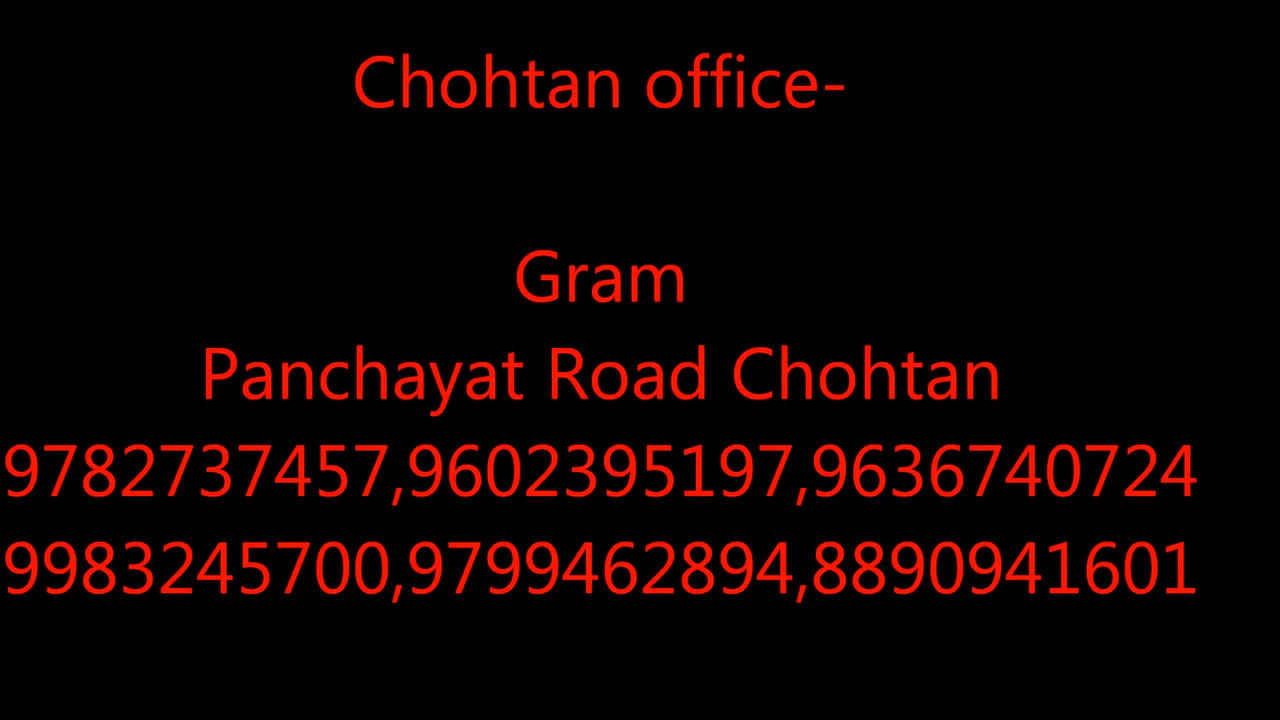 Chohtan office-
Gram
Panchayat Road Chohtan
9782737457,9602395197,9636740724
9983245700,9799462894,8890941601